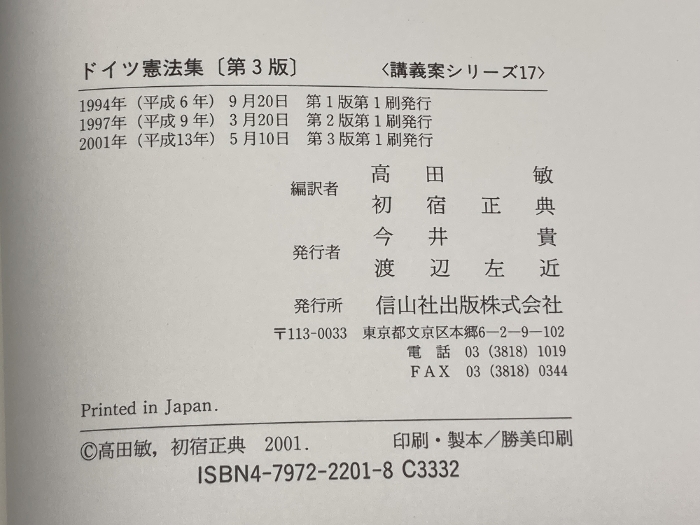 ドイツ憲法集〔第3版〕 〈講義案シリーズ17〉
1994年(平成6年) 9月20日 第1版第1刷発行
1997年(平成9年) 3月20日 第2版第1刷発行
2001年(平成13年) 5月10日 第3版第1刷発行
編訳者 高田 敏
初宿正典
発行者 今井 貴
渡辺左近
発行所 信山社出版株式会社
〒113-0033 東京都文京区本郷6-2-9-102
電話 03 (3818) 1019
FAX 03 (3818) 0344
Printed in Japan.
©高田敏, 初宿正典 2001. 印刷・製本/勝美印刷
ISBN4-7972-2201-8 C3332